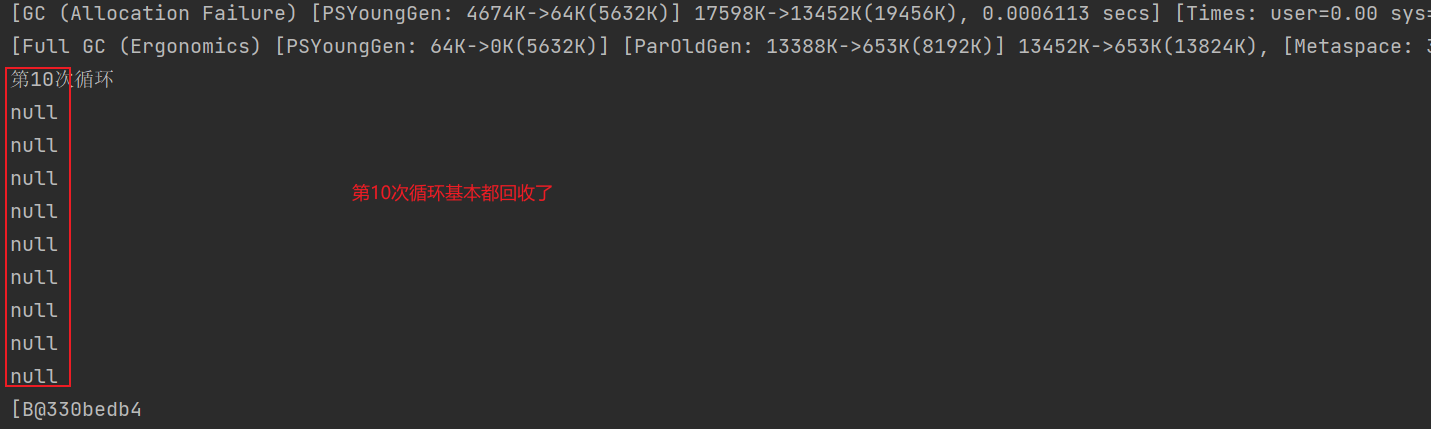 [GC (Allocation Failure) [PSYoungGen: 4674K->64K(5632K)] 17598K->13452K(19456K), 0.0006113 secs] [Times: user=0.00 sys=
[Full GC (Ergonomics) [PSYoungGen: 64K->0K(5632K)] [ParOldGen: 13388K->653K(8192K)] 13452K->653K(13824K), [Metaspace: 3
第10次循环
null
null
null
第10次循环基本都回收了
null
null
null
null
null
null
[B@330bedb4